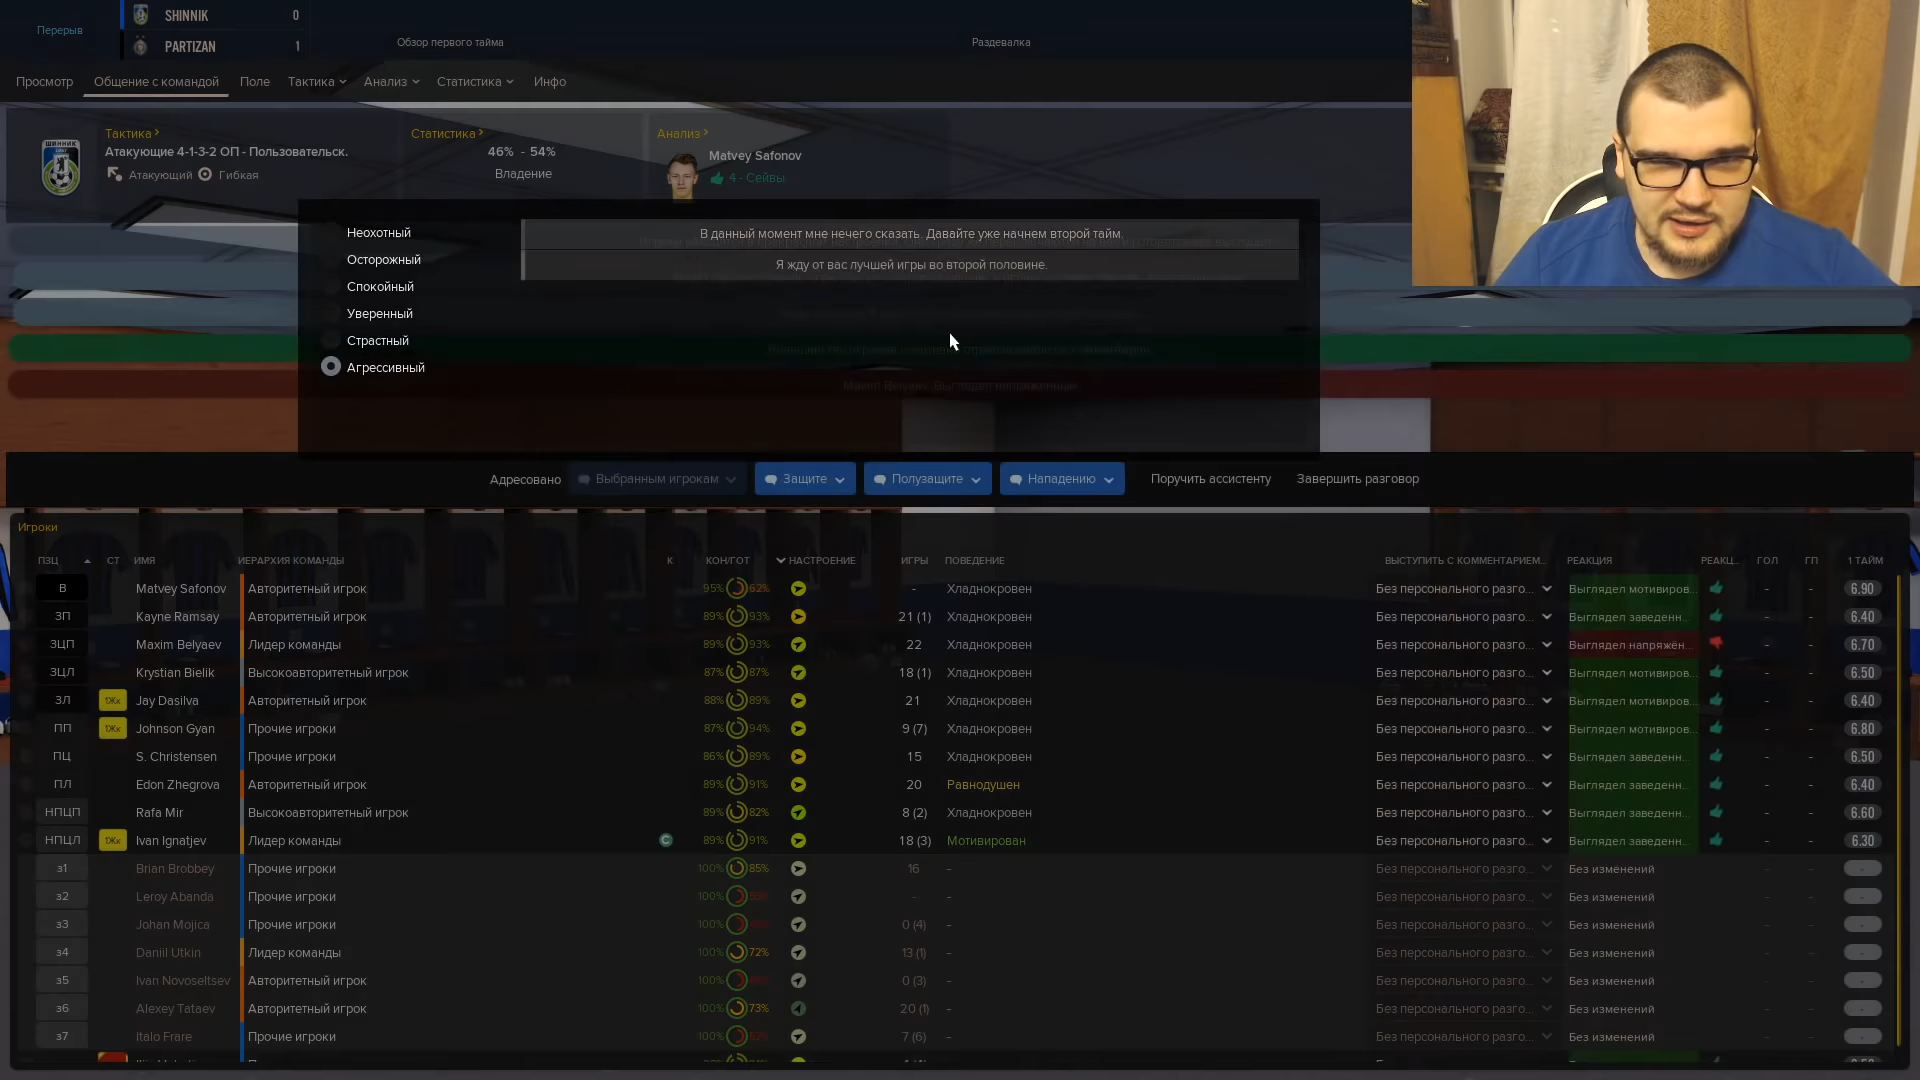 Перерыв
SHINNIK 0
PARTIZAN 1
Обзор первого тайма
Раздевалка
Просмотр Общение с командой Поле Тактика Анализ Статистика Инфо
ШИННИК
Тактика
Атакующие 4-1-3-2 ОП - Пользовательск.
Атакующий Гибкая
Статистика
46% - 54%
Владение
Анализ
Matvey Safonov
4 - Сейвы
Неохотный
Осторожный
Спокойный
Уверенный
Страстный
Агрессивный
В данный момент мне нечего сказать. Давайте уже начнем второй тайм.
Я жду от вас лучшей игры во второй половине.
Адресовано Выбранным игрокам Защите Полузащите Нападению Поручить ассистенту Завершить разговор
Игроки
ПЗЦ СТ ИМЯ ИЕРАРХИЯ КОМАНДЫ К КОН/ГОТ НАСТРОЕНИЕ ИГРЫ ПОВЕДЕНИЕ ВЫСТУПИТЬ С КОММЕНТАРИЕМ... РЕАКЦИЯ РЕАКЦ... ГОЛ ГП 1 ТАЙМ
В Matvey Safonov Авторитетный игрок 95% 62% - Хладнокровен Без персонального разго... Выглядел мотивиров... - - 6.90
ЗП Kayne Ramsay Авторитетный игрок 89% 93% 21 (1) Хладнокровен Без персонального разго... Выглядел заведенн... - - 6.40
ЗЦП Maxim Belyaev Лидер команды 89% 93% 22 Хладнокровен Без персонального разго... Выглядел напряжён... - - 6.70
ЗЦЛ Krystian Bielik Высокоавторитетный игрок 87% 87% 18 (1) Хладнокровен Без персонального разго... Выглядел мотивиров... - - 6.50
ЗЛ 1Жк Jay Dasilva Авторитетный игрок 88% 89% 21 Хладнокровен Без персонального разго... Выглядел мотивиров... - - 6.40
ПП 1Жк Johnson Gyan Прочие игроки 87% 94% 9 (7) Хладнокровен Без персонального разго... Выглядел мотивиров... - - 6.80
ПЦ S. Christensen Прочие игроки 86% 89% 15 Хладнокровен Без персонального разго... Выглядел заведенн... - - 6.50
ПЛ Edon Zhegrova Авторитетный игрок 89% 91% 20 Равнодушен Без персонального разго... Выглядел заведенн... - - 6.40
НПЦП Rafa Mir Высокоавторитетный игрок 89% 82% 8 (2) Хладнокровен Без персонального разго... Выглядел заведенн... - - 6.60
НПЦЛ 1Жк Ivan Ignatjev Лидер команды C 89% 91% 18 (3) Мотивирован Без персонального разго... Выглядел заведенн... - - 6.30
з1 Brian Brobbey Прочие игроки 100% 85% 16 - Без персонального разго... Без изменений - - -
з2 Leroy Abanda Прочие игроки 100% - - Без персонального разго... Без изменений - - -
з3 Johan Mojica Прочие игроки 100% 0 (4) - Без персонального разго... Без изменений - - -
з4 Daniil Utkin Лидер команды 100% 72% 13 (1) - Без персонального разго... Без изменений - - -
з5 Ivan Novoseltsev Авторитетный игрок 100% 0 (3) - Без персонального разго... Без изменений - - -
з6 Alexey Tataev Авторитетный игрок 100% 73% 20 (1) - Без персонального разго... Без изменений - - -
з7 Italo Frare Прочие игроки 100% 7 (6) - Без персонального разго... Без изменений - - -